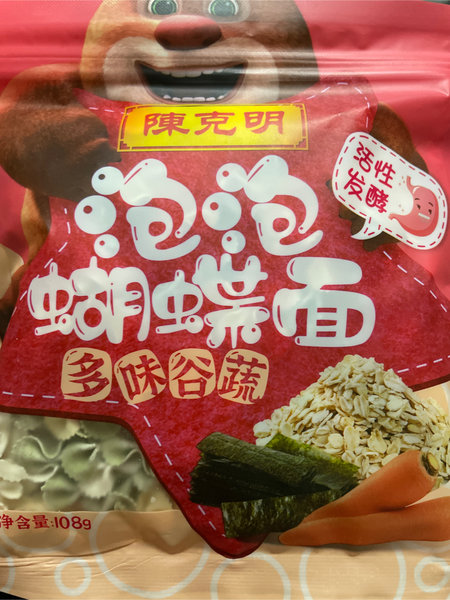 陳克明
活性
发酵
泡泡
蝴蝶面
多味谷蔬
净含量:108g